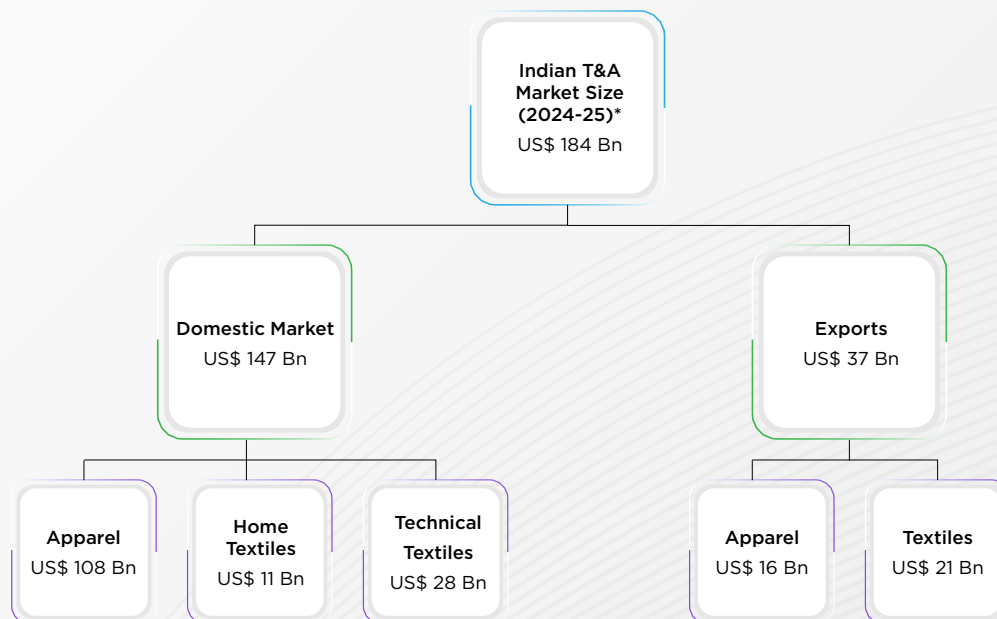 Indian T&A
Market Size
(2024-25)*
US$ 184 Bn
Domestic Market
US$ 147 Bn
Exports
US$ 37 Bn
Apparel
US$ 108 Bn
Home
Textiles
US$ 11 Bn
Technical
Textiles
US$ 28 Bn
Apparel
US$ 16 Bn
Textiles
US$ 21 Bn